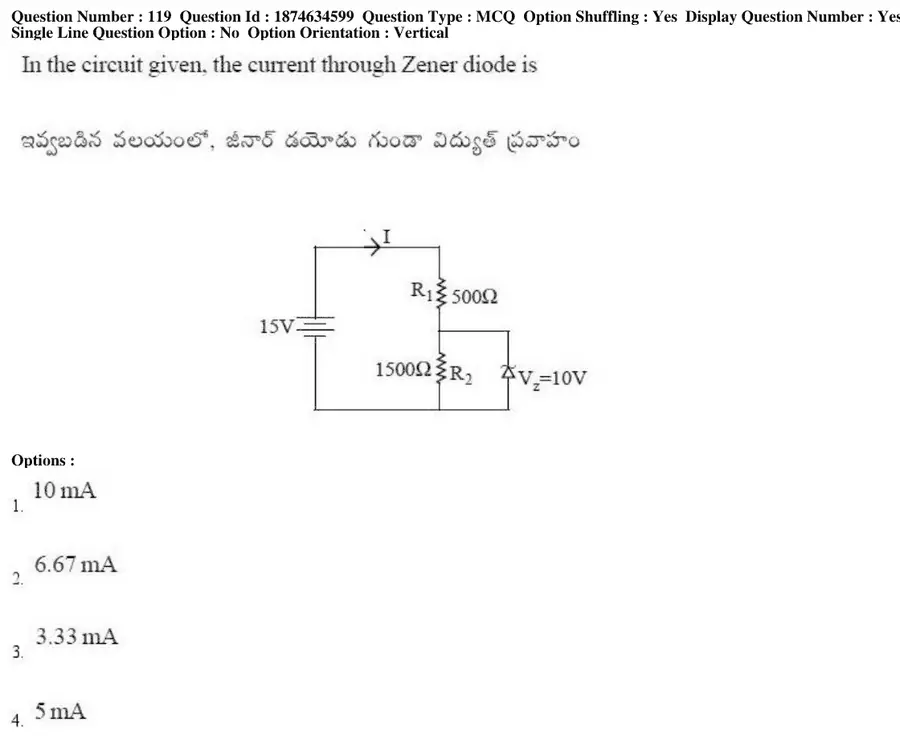 Question Number : 119 Question Id : 1874634599 Question Type : MCQ Option Shuffling : Yes Display Question Number : Yes
Single Line Question Option : No Option Orientation : Vertical
In the circuit given, the current through Zener diode is
ఇవ్వబడిన వలయంలో, జీనార్ డయోడు గుండా విద్యుత్ ప్రవాహం
I
R₁ 500Ω
15V
1500Ω R₂ V_z=10V
Options :
1. 10 mA
2. 6.67 mA
3. 3.33 mA
4. 5 mA